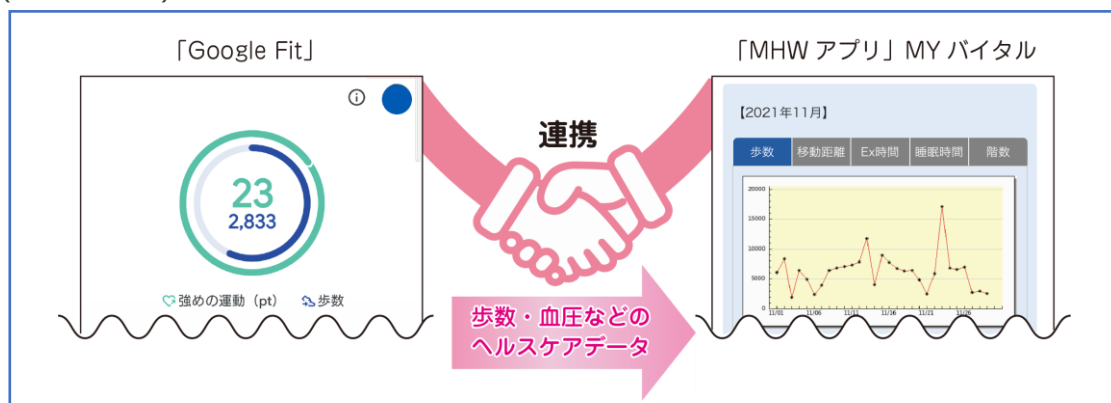 「Google Fit」
23
2,833
強めの運動（pt） 歩数
連携
歩数・血圧などの
ヘルスケアデータ
「MHW アプリ」MY バイタル
【2021年11月】
歩数 移動距離 Ex時間 睡眠時間 階数
20000
15000
10000
5000
0
11/01 11/06 11/11 11/16 11/21 11/26